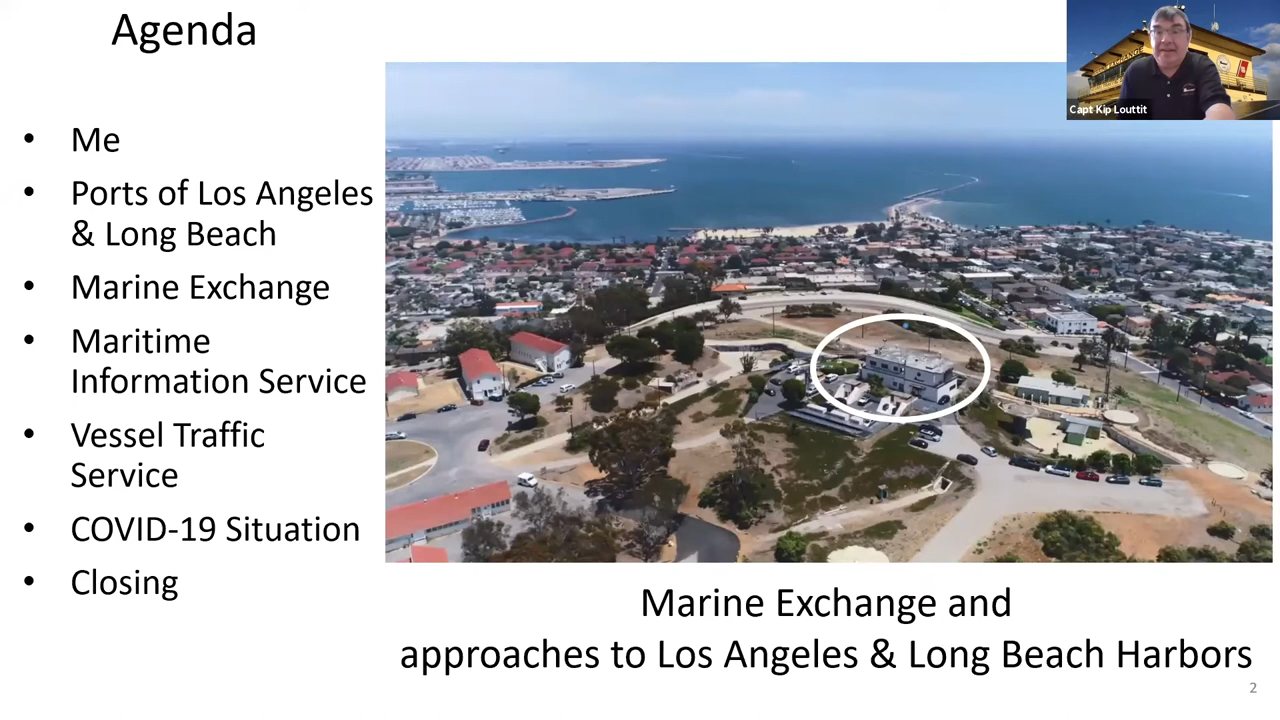 Agenda
Capt Kip Louttit
• Me
• Ports of Los Angeles
& Long Beach
• Marine Exchange
• Maritime
Information Service
• Vessel Traffic
Service
• COVID-19 Situation
• Closing
Marine Exchange and
approaches to Los Angeles & Long Beach Harbors
2